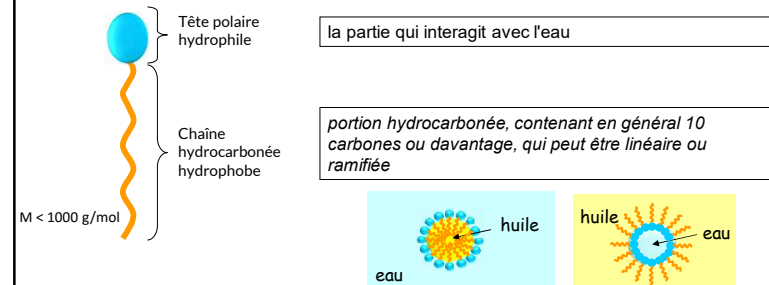 Tête polaire
hydrophile
la partie qui interagit avec l'eau
Chaîne
hydrocarbonée
hydrophobe
portion hydrocarbonée, contenant en général 10
carbones ou davantage, qui peut être linéaire ou
ramifiée
M < 1000 g/mol
huile
eau
huile
eau